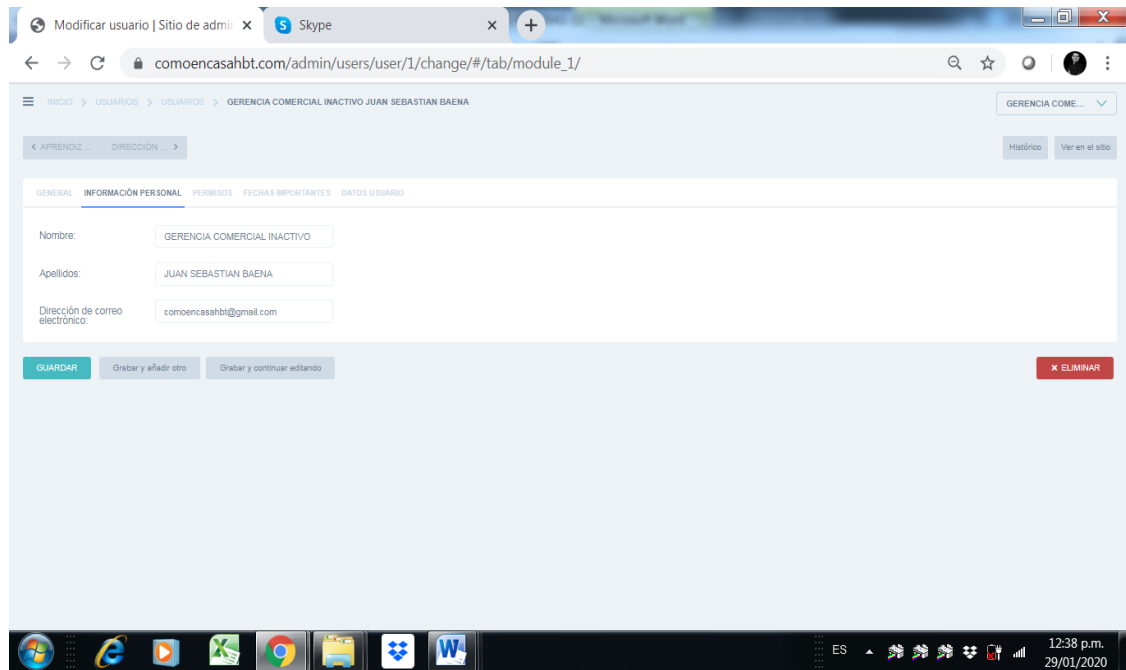 Modificar usuario | Sitio de admi
Skype
comoencasahbt.com/admin/users/user/1/change/#/tab/module_1/
INICIO > USUARIOS > USUARIOS > GERENCIA COMERCIAL INACTIVO JUAN SEBASTIAN BAENA
GERENCIA COME...
APRENDIZ ... DIRECCIÓN ...
Histórico Ver en el sitio
GENERAL INFORMACIÓN PERSONAL PERMISOS FECHAS IMPORTANTES DATOS USUARIO
Nombre: GERENCIA COMERCIAL INACTIVO
Apellidos: JUAN SEBASTIAN BAENA
Dirección de correo
electrónico: comoencasahbt@gmail.com
GUARDAR Grabar y añadir otro Grabar y continuar editando × ELIMINAR
ES
12:38 p.m.
29/01/2020